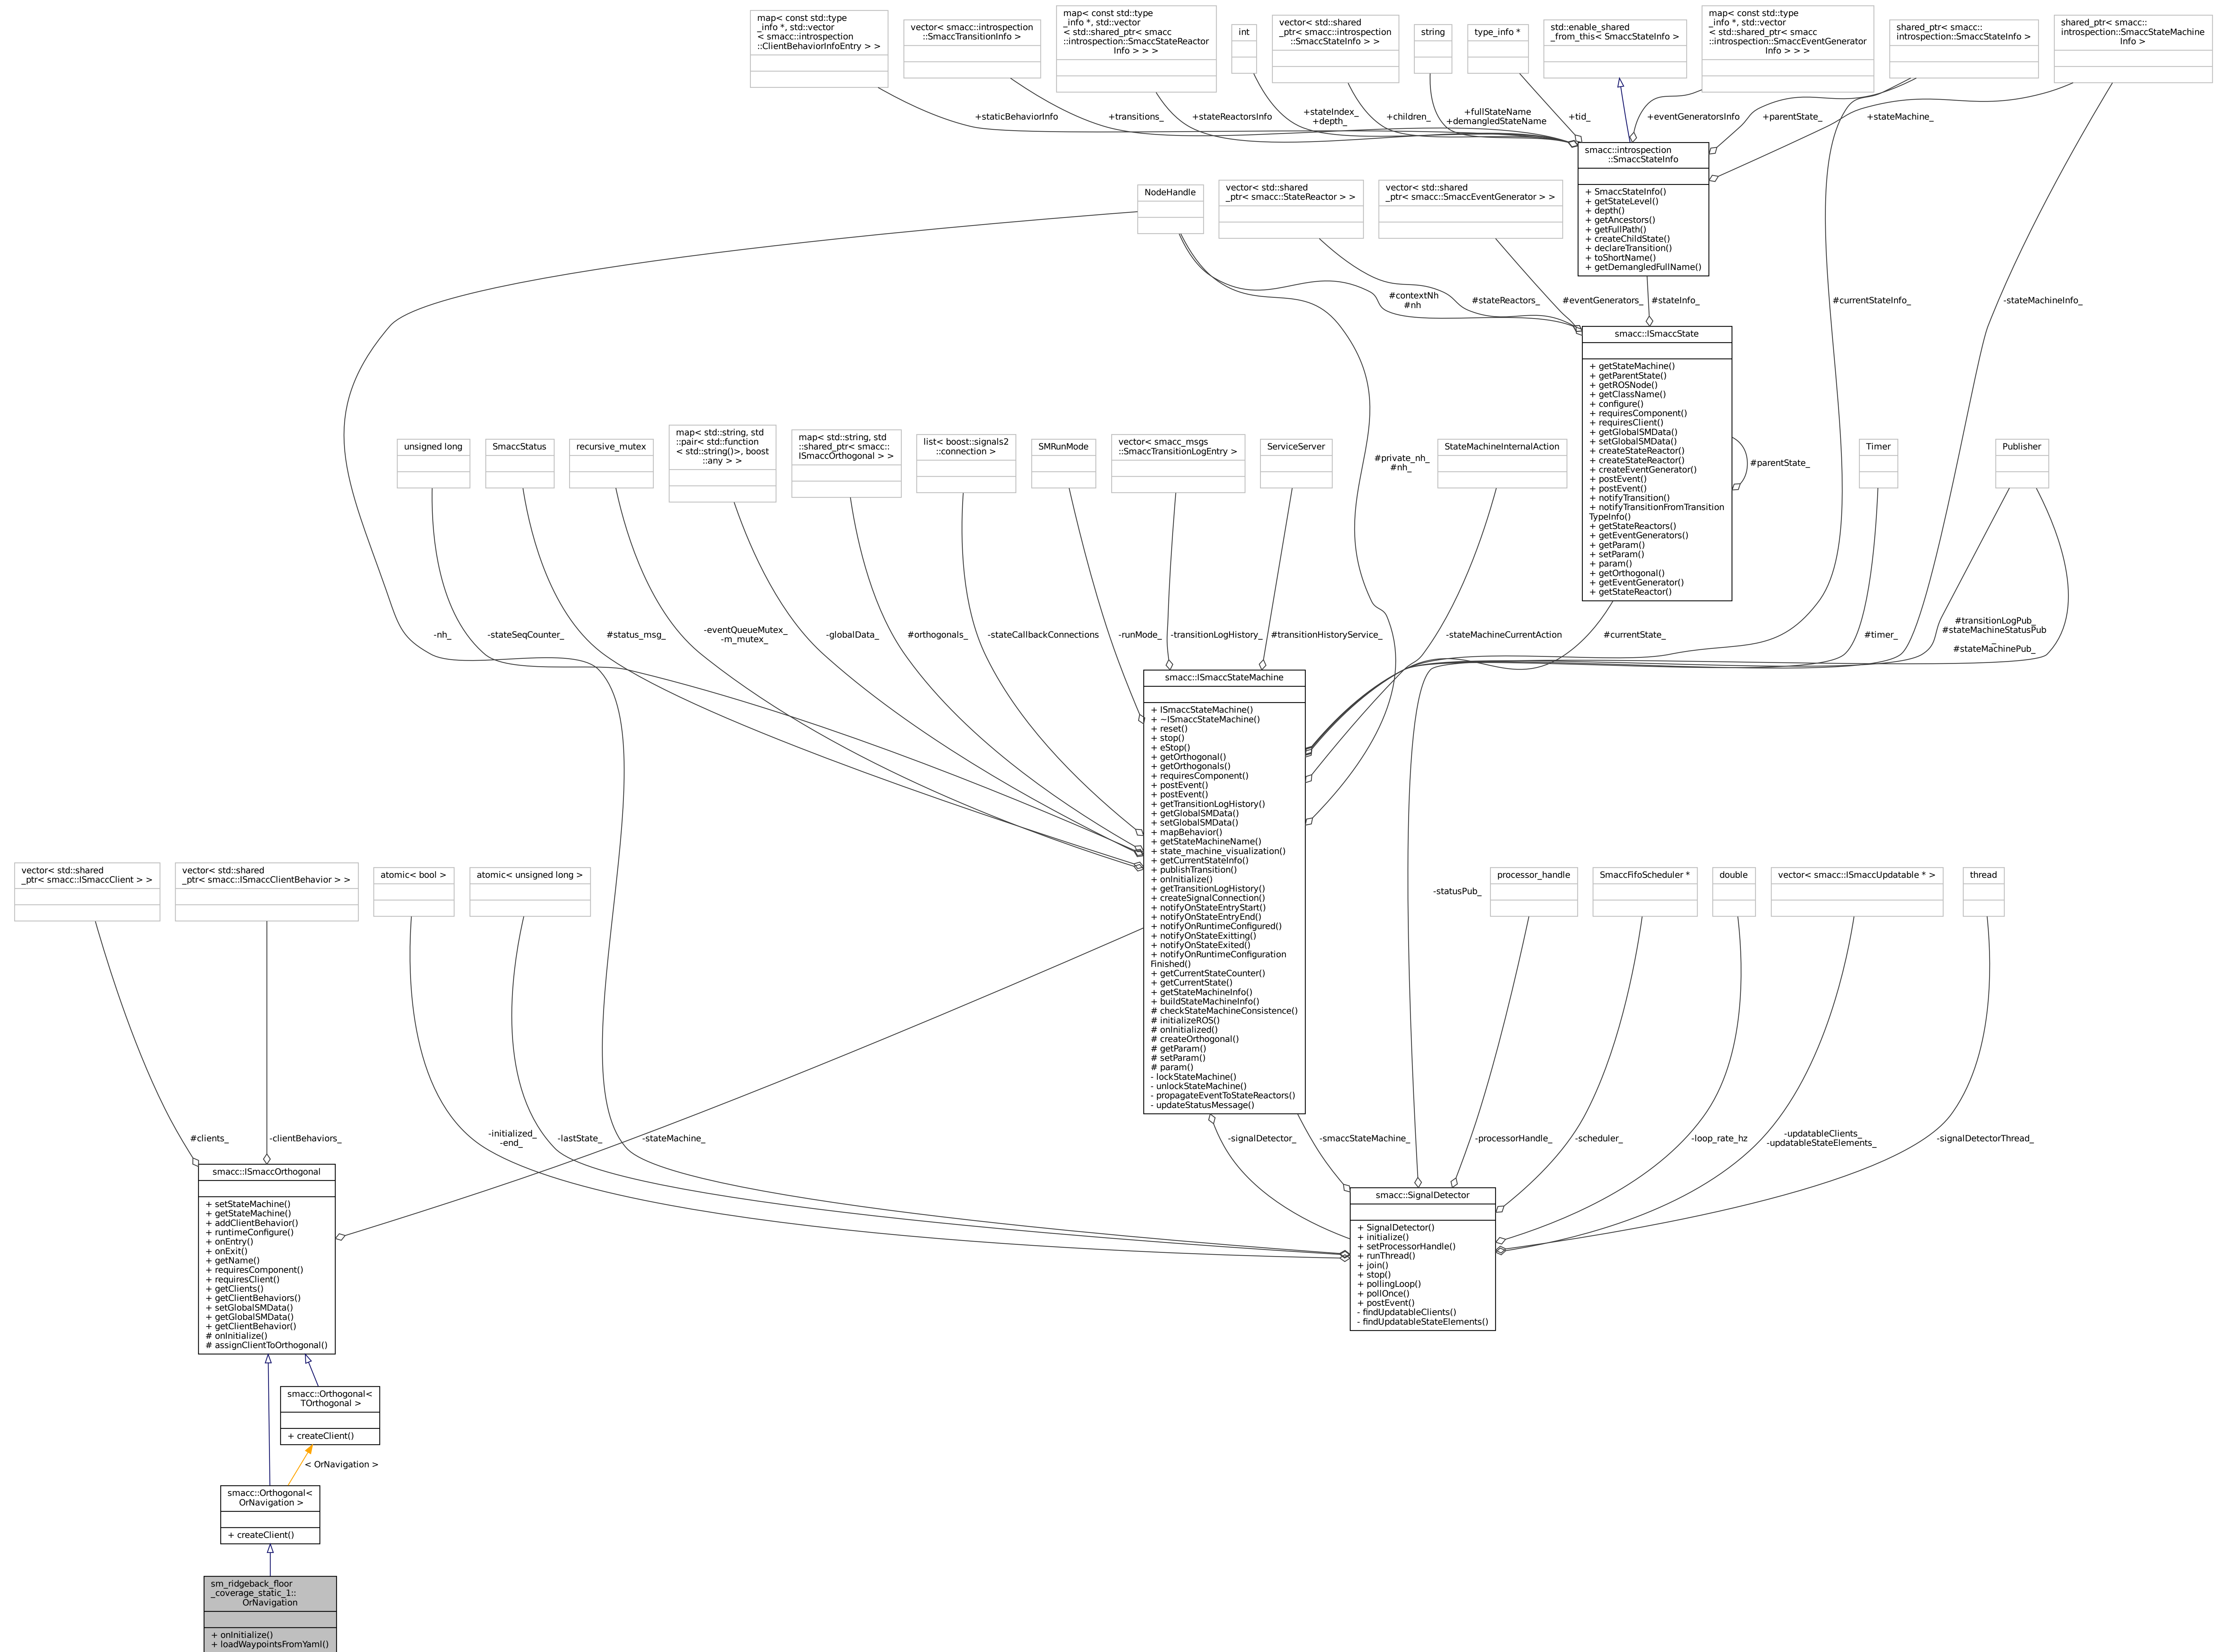 map< const std::type
_info *, std::vector
< smacc::introspection
::ClientBehaviorInfoEntry > >
vector< smacc::introspection
::SmaccTransitionInfo >
map< const std::type
_info *, std::vector
< std::shared_ptr< smacc
::introspection::SmaccStateReactor
Info > > >
int
vector< std::shared
_ptr< smacc::introspection
::SmaccStateInfo > >
string
type_info *
std::enable_shared
_from_this< SmaccStateInfo >
map< const std::type
_info *, std::vector
< std::shared_ptr< smacc
::introspection::SmaccEventGenerator
Info > > >
shared_ptr< smacc::
introspection::SmaccStateInfo >
shared_ptr< smacc::
introspection::SmaccStateMachine
Info >
+staticBehaviorInfo
+transitions_
+stateReactorsInfo
+stateIndex_
+depth_
+children_
+fullStateName
+demangledStateName
+tid_
+eventGeneratorsInfo
+parentState_
+stateMachine_
smacc::introspection
::SmaccStateInfo
+ SmaccStateInfo()
+ getStateLevel()
+ depth()
+ getAncestors()
+ getFullPath()
+ createChildState()
+ declareTransition()
+ toShortName()
+ getDemangledFullName()
NodeHandle
vector< std::shared
_ptr< smacc::StateReactor > >
vector< std::shared
_ptr< smacc::SmaccEventGenerator > >
#contextNh
#nh
#stateReactors_
#eventGenerators_
#stateInfo_
#currentStateInfo_
-stateMachineInfo_
smacc::ISmaccState
+ getStateMachine()
+ getParentState()
+ getROSNode()
+ getClassName()
+ configure()
+ requiresComponent()
+ requiresClient()
+ getGlobalSMData()
+ setGlobalSMData()
+ createStateReactor()
+ createStateReactor()
+ createEventGenerator()
+ postEvent()
+ postEvent()
+ notifyTransition()
+ notifyTransitionFromTransition
TypeInfo()
+ getStateReactors()
+ getEventGenerators()
+ getParam()
+ setParam()
+ param()
+ getOrthogonal()
+ getEventGenerator()
+ getStateReactor()
#parentState_
unsigned long
SmaccStatus
recursive_mutex
map< std::string, std
::pair< std::function
< std::string()>, boost
::any > >
map< std::string, std
::shared_ptr< smacc::
ISmaccOrthogonal > >
list< boost::signals2
::connection >
SMRunMode
vector< smacc_msgs
::SmaccTransitionLogEntry >
ServiceServer
#private_nh_
#nh_
StateMachineInternalAction
Timer
Publisher
-nh_
-stateSeqCounter_
#status_msg_
-eventQueueMutex_
-m_mutex_
-globalData_
#orthogonals_
-stateCallbackConnections
-runMode_
-transitionLogHistory_
#transitionHistoryService_
-stateMachineCurrentAction
#currentState_
#timer_
#transitionLogPub_
#stateMachineStatusPub
_
#stateMachinePub_
smacc::ISmaccStateMachine
+ ISmaccStateMachine()
+ ~ISmaccStateMachine()
+ reset()
+ stop()
+ eStop()
+ getOrthogonal()
+ getOrthogonals()
+ requiresComponent()
+ postEvent()
+ postEvent()
+ getTransitionLogHistory()
+ getGlobalSMData()
+ setGlobalSMData()
+ mapBehavior()
+ getStateMachineName()
+ state_machine_visualization()
+ getCurrentStateInfo()
+ publishTransition()
+ onInitialize()
+ getTransitionLogHistory()
+ createSignalConnection()
+ notifyOnStateEntryStart()
+ notifyOnStateEntryEnd()
+ notifyOnRuntimeConfigured()
+ notifyOnStateExitting()
+ notifyOnStateExited()
+ notifyOnRuntimeConfiguration
Finished()
+ getCurrentStateCounter()
+ getCurrentState()
+ getStateMachineInfo()
+ buildStateMachineInfo()
# checkStateMachineConsistence()
# initializeROS()
# onInitialized()
# createOrthogonal()
# getParam()
# setParam()
# param()
- lockStateMachine()
- unlockStateMachine()
- propagateEventToStateReactors()
- updateStatusMessage()
vector< std::shared
_ptr< smacc::ISmaccClient > >
vector< std::shared
_ptr< smacc::ISmaccClientBehavior > >
atomic< bool >
atomic< unsigned long >
-statusPub_
processor_handle
SmaccFifoScheduler *
double
vector< smacc::ISmaccUpdatable * >
thread
#clients_
-clientBehaviors_
-initialized_
-end_
-lastState_
-stateMachine_
-signalDetector_
-smaccStateMachine_
-processorHandle_
-scheduler_
-loop_rate_hz
-updatableClients_
-updatableStateElements_
-signalDetectorThread_
smacc::ISmaccOrthogonal
+ setStateMachine()
+ getStateMachine()
+ addClientBehavior()
+ runtimeConfigure()
+ onEntry()
+ onExit()
+ getName()
+ requiresComponent()
+ requiresClient()
+ getClients()
+ getClientBehaviors()
+ setGlobalSMData()
+ getGlobalSMData()
+ getClientBehavior()
# onInitialize()
# assignClientToOrthogonal()
smacc::SignalDetector
+ SignalDetector()
+ initialize()
+ setProcessorHandle()
+ runThread()
+ join()
+ stop()
+ pollingLoop()
+ pollOnce()
+ postEvent()
- findUpdatableClients()
- findUpdatableStateElements()
smacc::Orthogonal<
TOrthogonal >
+ createClient()
< OrNavigation >
smacc::Orthogonal<
OrNavigation >
+ createClient()
sm_ridgeback_floor
_coverage_static_1::
OrNavigation
+ onInitialize()
+ loadWaypointsFromYaml()